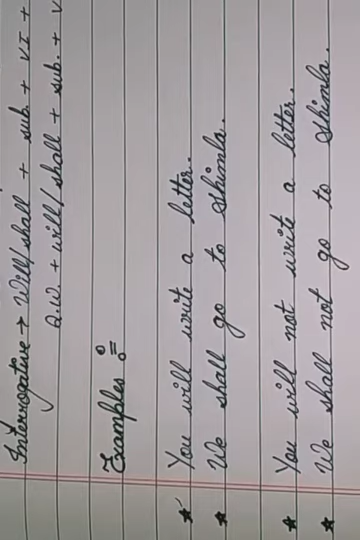 Interrogative → Will/shall + sub. + VI +
Q.W. + will/shall + sub. + V
Examples :=
* You will write a letter.
* We shall go to Shimla.
* You will not write a letter.
* We shall not go to Shimla.